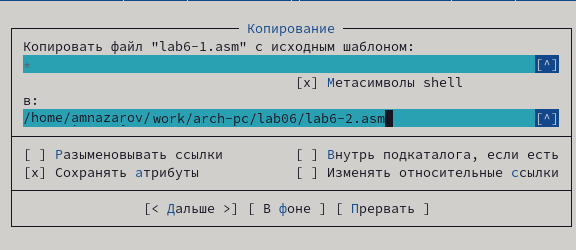 Копирование
Копировать файл "lab6-1.asm" с исходным шаблоном:
* [^]
[x] Метасимволы shell
в:
/home/amnazarov/work/arch-pc/lab06/lab6-2.asm [^]
[ ] Разыменовывать ссылки [ ] Внутрь подкаталога, если есть
[x] Сохранять атрибуты [ ] Изменять относительные ссылки
[< Дальше >] [ В фоне ] [ Прервать ]